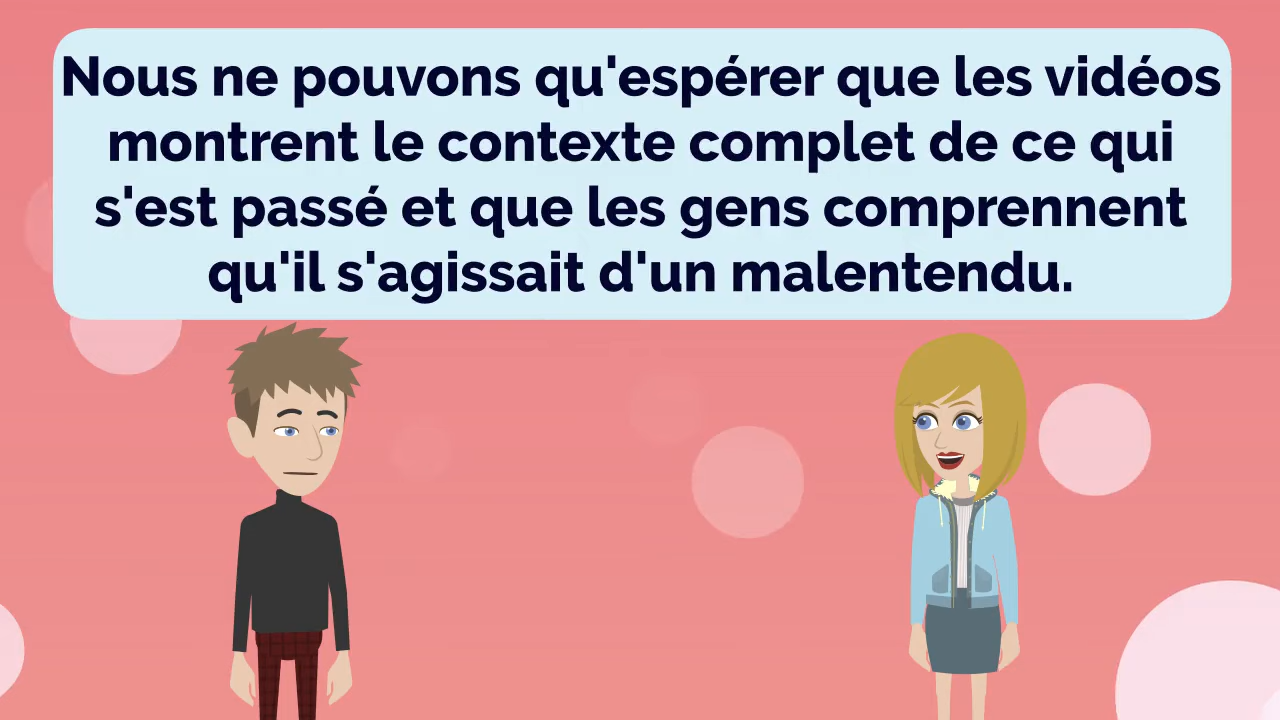 Nous ne pouvons qu'espérer que les vidéos
montrent le contexte complet de ce qui
s'est passé et que les gens comprennent
qu'il s'agissait d'un malentendu.